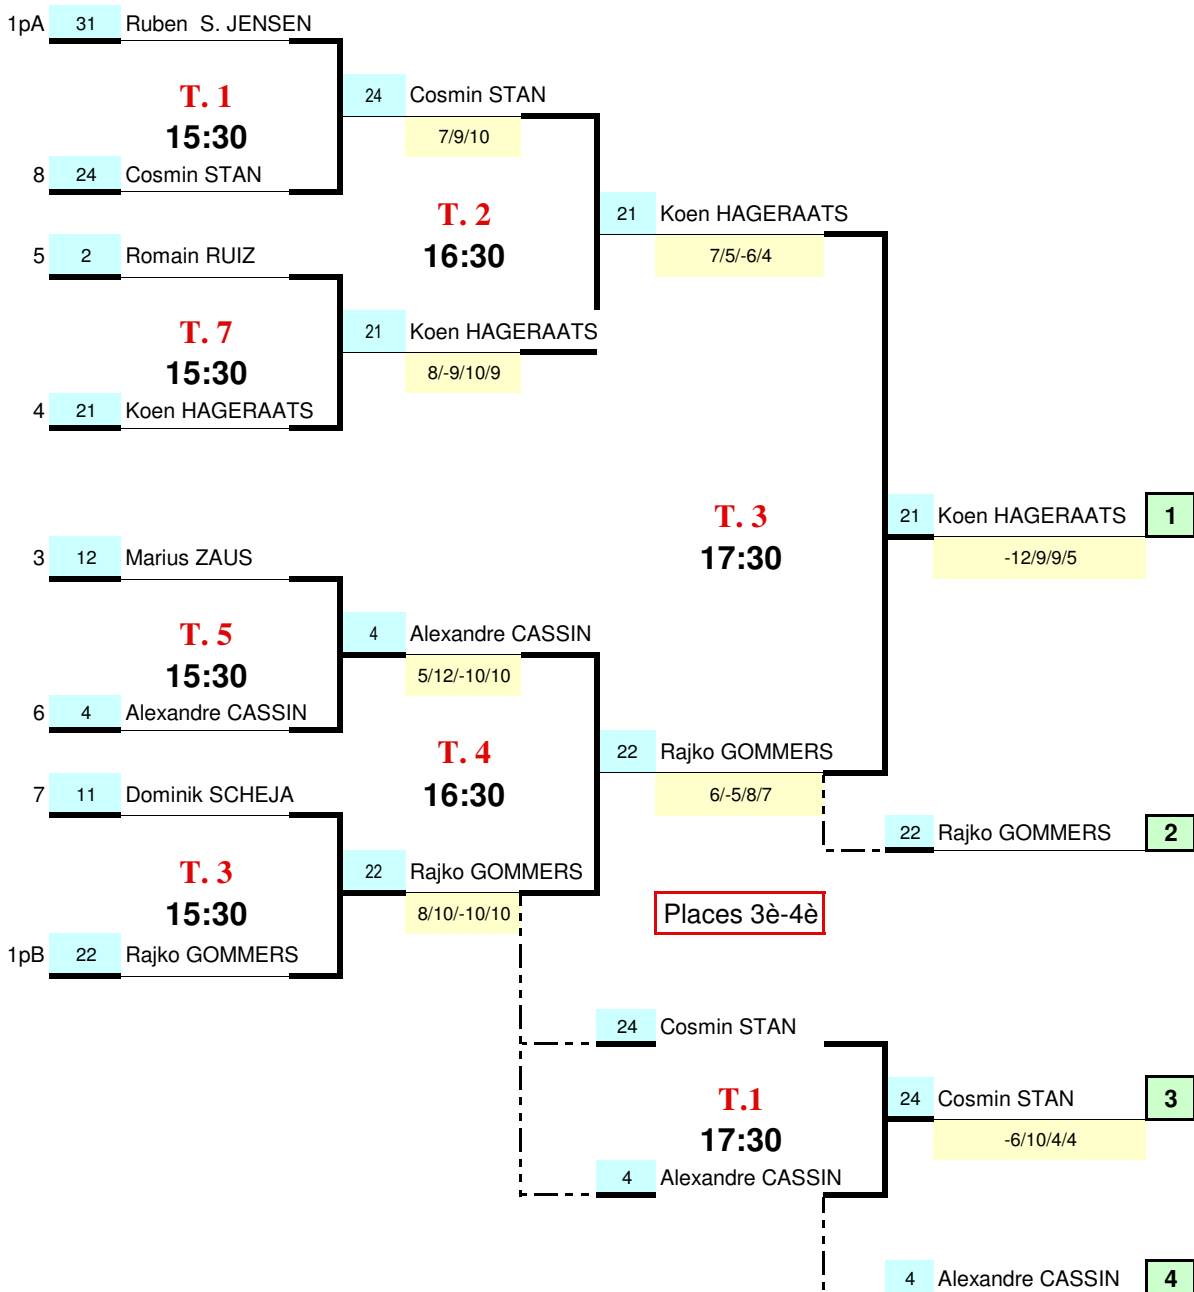 1pA 31 Ruben S. JENSEN
T. 1
24 Cosmin STAN
15:30
7/9/10
8 24 Cosmin STAN
T. 2
21 Koen HAGERAATS
5 2 Romain RUIZ
16:30
7/5/-6/4
T. 7
21 Koen HAGERAATS
15:30
8/-9/10/9
4 21 Koen HAGERAATS
T. 3
21 Koen HAGERAATS 1
3 12 Marius ZAUS
17:30
-12/9/9/5
T. 5
4 Alexandre CASSIN
15:30
5/12/-10/10
6 4 Alexandre CASSIN
T. 4
22 Rajko GOMMERS
7 11 Dominik SCHEJA
16:30
6/-5/8/7
22 Rajko GOMMERS 2
T. 3
22 Rajko GOMMERS
15:30
8/10/-10/10
Places 3è-4è
1pB 22 Rajko GOMMERS
24 Cosmin STAN
T.1
24 Cosmin STAN 3
17:30
-6/10/4/4
4 Alexandre CASSIN
4 Alexandre CASSIN 4